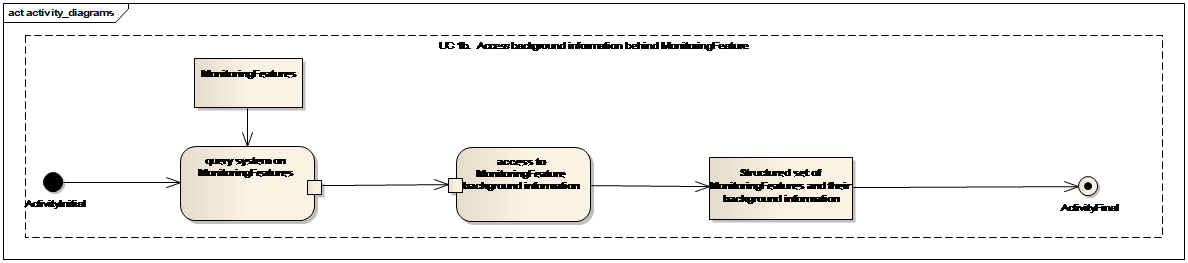 act activity_diagrams
UC 1b. Access background information behind MonitoringFeature
MonitoringFeatures
query system on
MonitoringFeatures
access to
MonitoringFeature
background information
Structured set of
MonitoringFeatures and their
background information
ActivityInitial
ActivityFinal